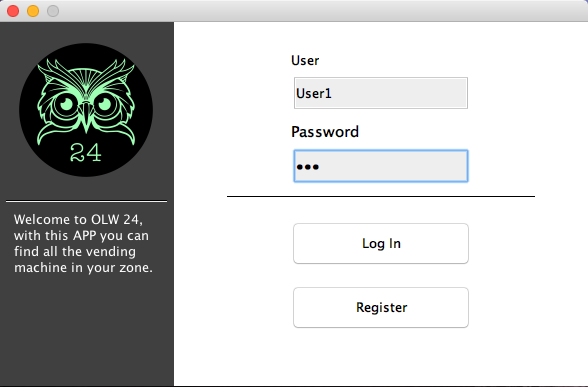 24
Welcome to OLW 24,
with this APP you can
find all the vending
machine in your zone.
User
User1
Password
•••
Log In
Register